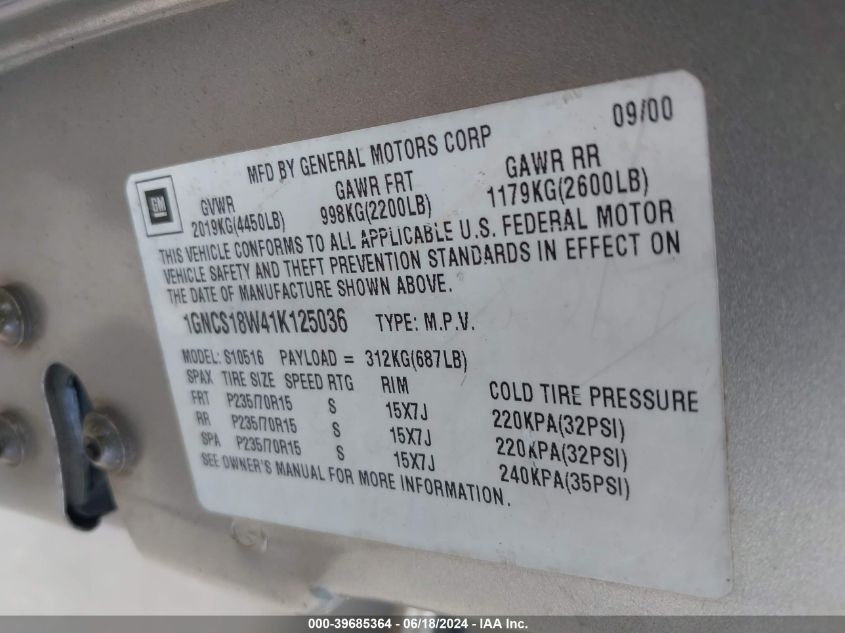 09/00
MFD BY GENERAL MOTORS CORP
GM
GVWR GAWR FRT GAWR RR
2019KG(4450LB) 998KG(2200LB) 1179KG(2600LB)
THIS VEHICLE CONFORMS TO ALL APPLICABLE U.S. FEDERAL MOTOR
VEHICLE SAFETY AND THEFT PREVENTION STANDARDS IN EFFECT ON
THE DATE OF MANUFACTURE SHOWN ABOVE.
1GNCS18W41K125036 TYPE: M.P.V.
MODEL: S10516 PAYLOAD = 312KG(687LB)
SPAX TIRE SIZE SPEED RTG RIM COLD TIRE PRESSURE
FRT P235/70R15 S 15X7J 220KPA(32PSI)
RR P235/70R15 S 15X7J 220KPA(32PSI)
SPA P235/70R15 S 15X7J 240KPA(35PSI)
SEE OWNER'S MANUAL FOR MORE INFORMATION.
000-39685364 / 06/18/2024 - IAA Inc.